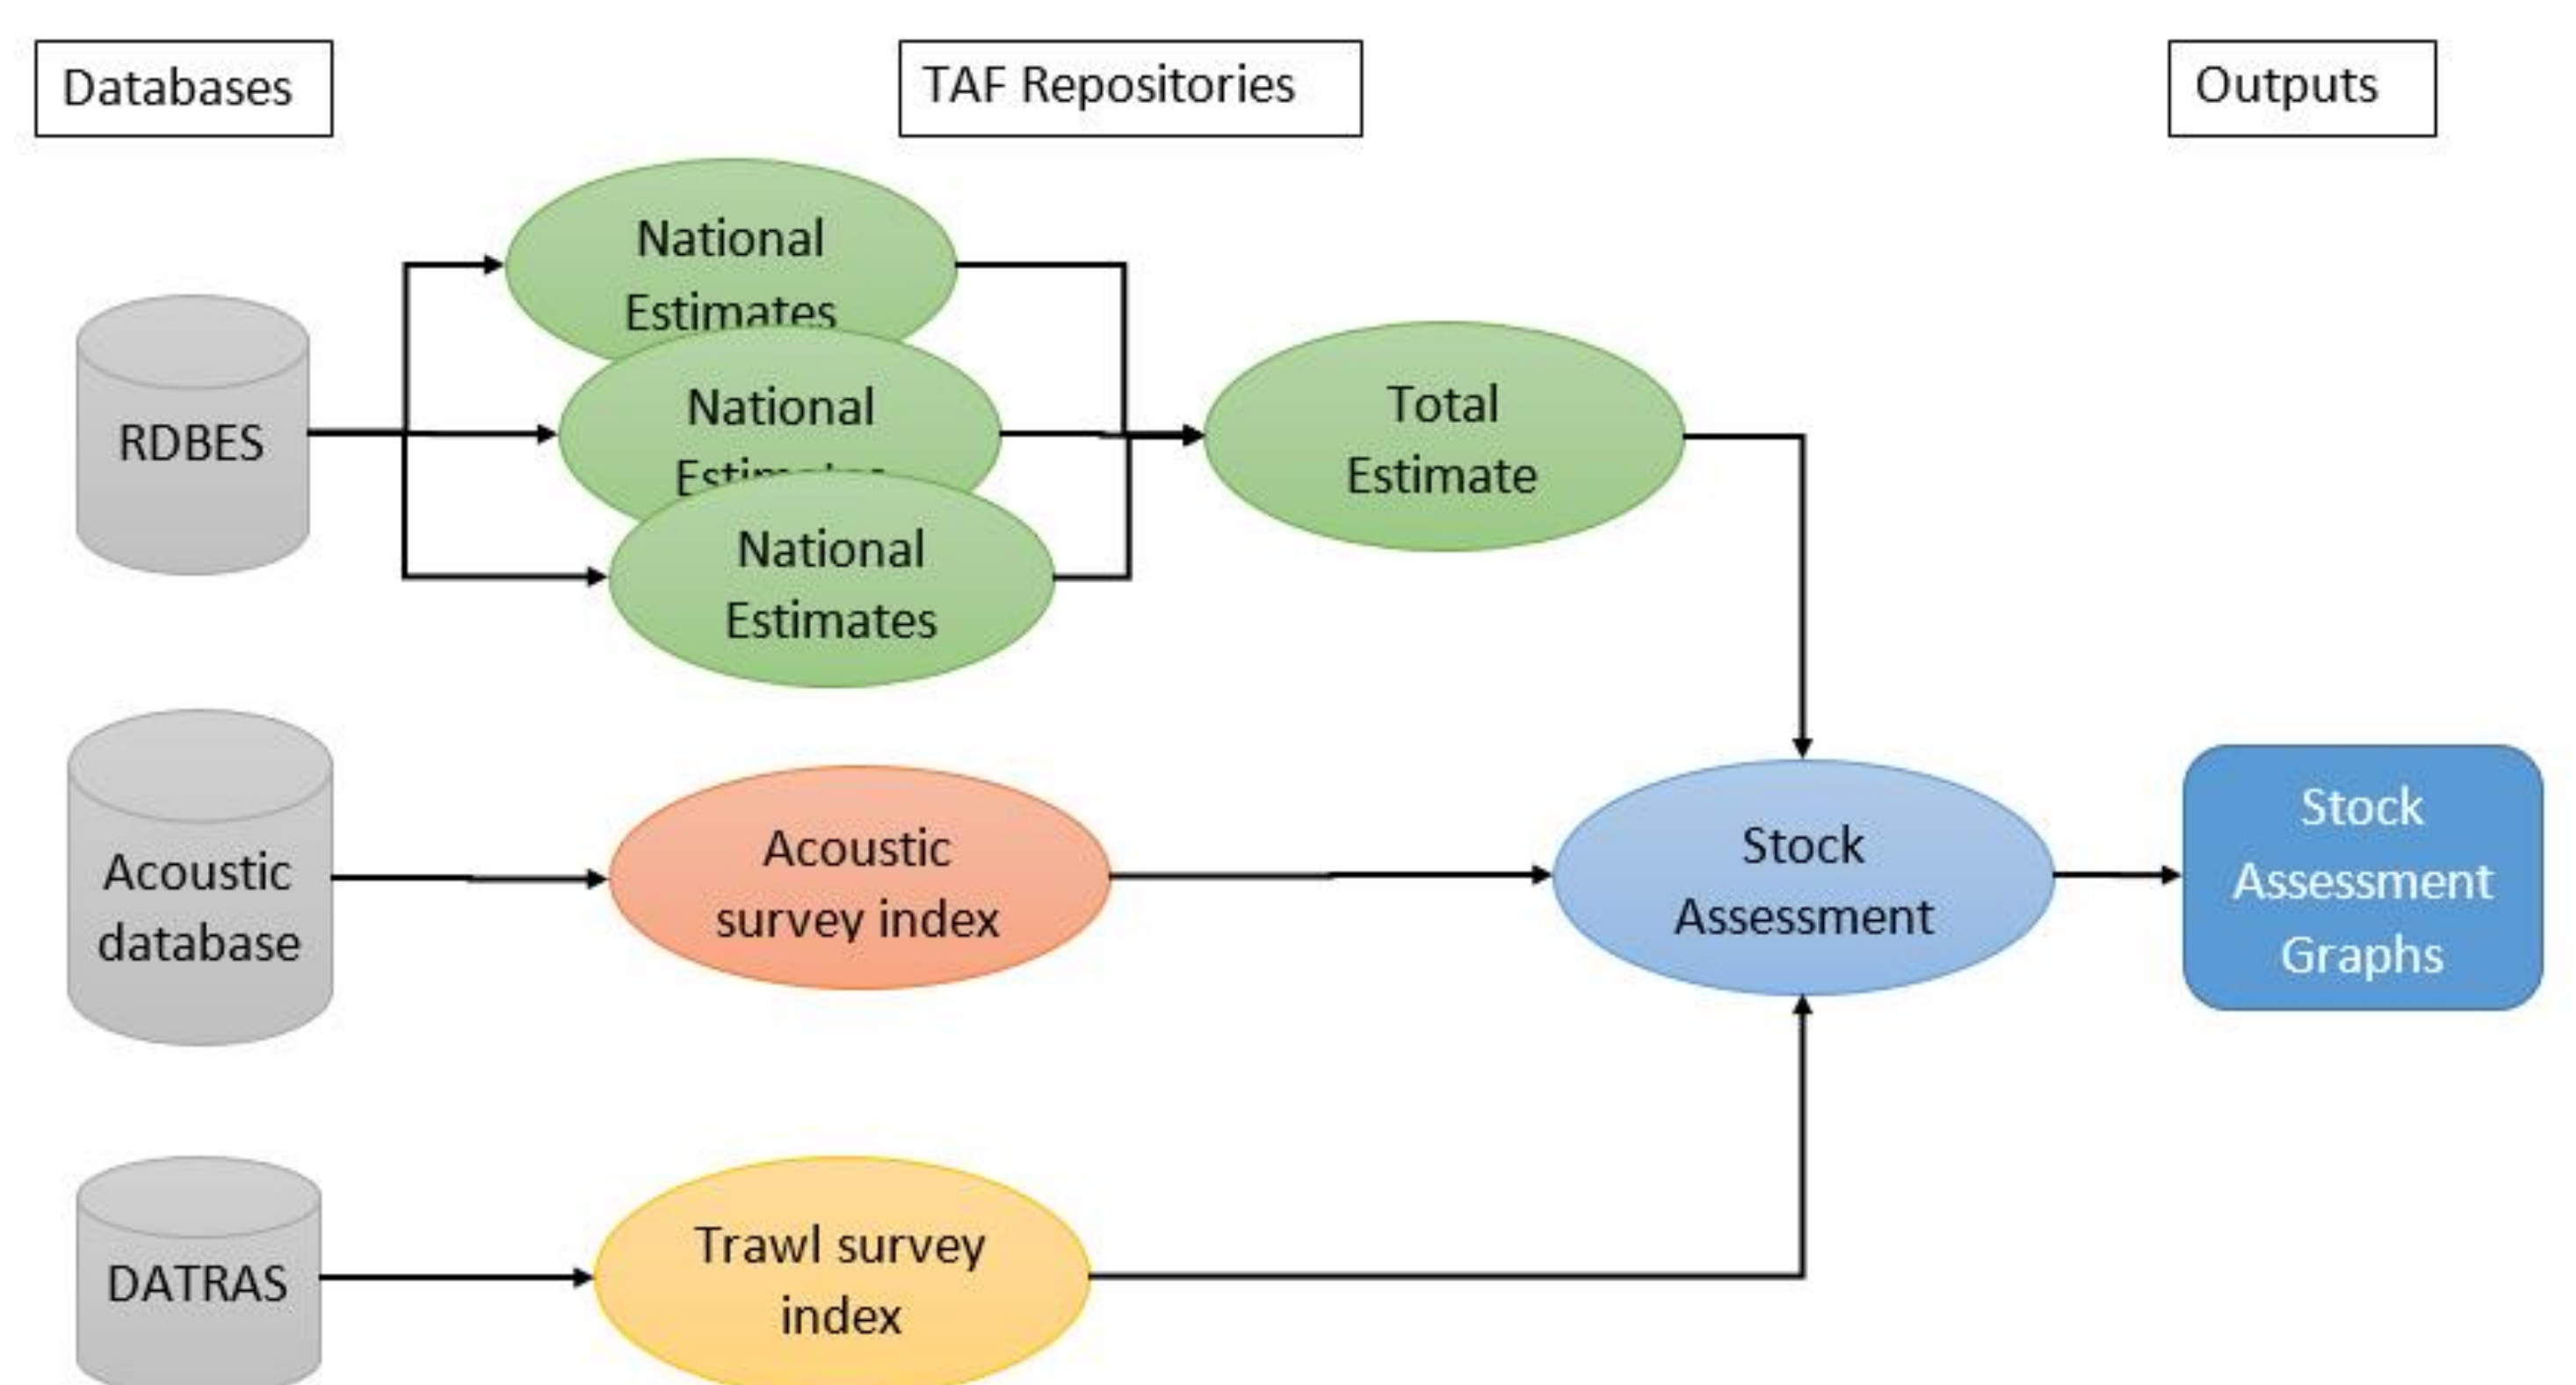 Databases
TAF Repositories
Outputs
National
Estimates
National
Estimates
National
Estimates
RDBES
Total
Estimate
Acoustic
database
Acoustic
survey index
Stock
Assessment
Stock
Assessment
Graphs
DATRAS
Trawl survey
index